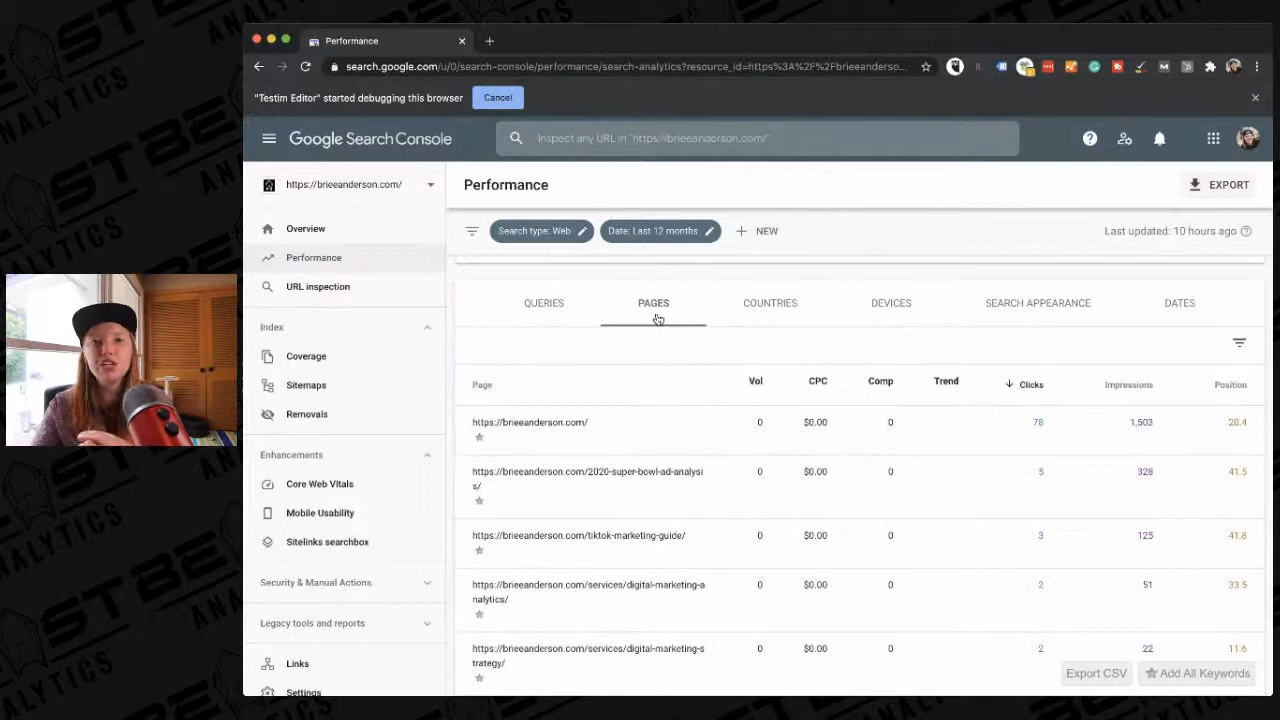 Performance
search.google.com/u/0/search-console/performance/search-analytics?resource_id=https%3A%2F%2Fbrieeanderso...
"Testim Editor" started debugging this browser
Cancel
Google Search Console
Inspect any URL in "https://brieeanderson.com/"
https://brieeanderson.com/
Performance
EXPORT
Search type: Web
Date: Last 12 months
NEW
Last updated: 10 hours ago
Overview
Performance
URL inspection
Index
Coverage
Sitemaps
Removals
Enhancements
Core Web Vitals
Mobile Usability
Sitelinks searchbox
Security & Manual Actions
Legacy tools and reports
Links
Settings
QUERIES PAGES COUNTRIES DEVICES SEARCH APPEARANCE DATES
Page Vol CPC Comp Trend Clicks Impressions Position
https://brieeanderson.com/ 0 $0.00 0 78 1,503 20.4
https://brieeanderson.com/2020-super-bowl-ad-analysi 0 $0.00 0 5 328 41.5
s/
https://brieeanderson.com/tiktok-marketing-guide/ 0 $0.00 0 3 125 41.8
https://brieeanderson.com/services/digital-marketing-a 0 $0.00 0 2 51 33.5
nalytics/
https://brieeanderson.com/services/digital-marketing-s 0 $0.00 0 2 22 11.6
trategy/
Export CSV
Add All Keywords
ANALYTICS